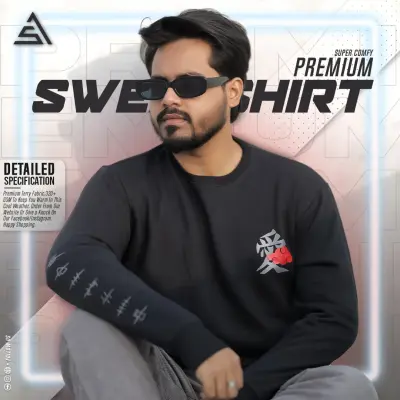 SUPER COMFY
PREMIUM
SWEATSHIRT
DETAILED
SPECIFICATION
Premium Terry Fabric,320+
GSM To Keep You Warm In This
Cool Weather. Order From Our
Website Or Give a Knock On
Our Facebook/Instagram.
Happy Shopping.
愛